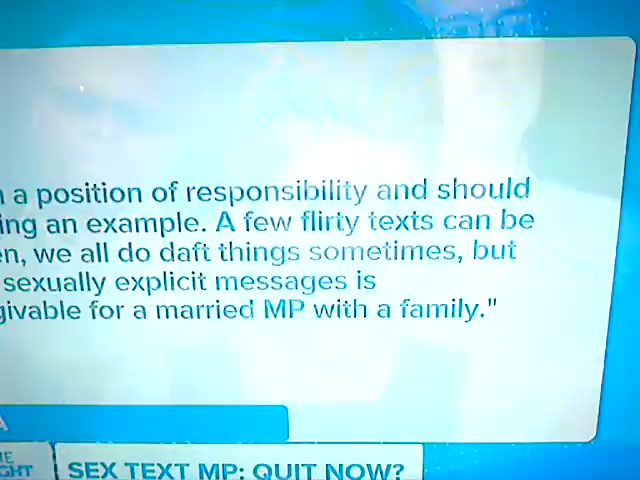 a position of responsibility and should
ing an example. A few flirty texts can be
n, we all do daft things sometimes, but
sexually explicit messages is
givable for a married MP with a family."
A
GHT
SEX TEXT MP: QUIT NOW?